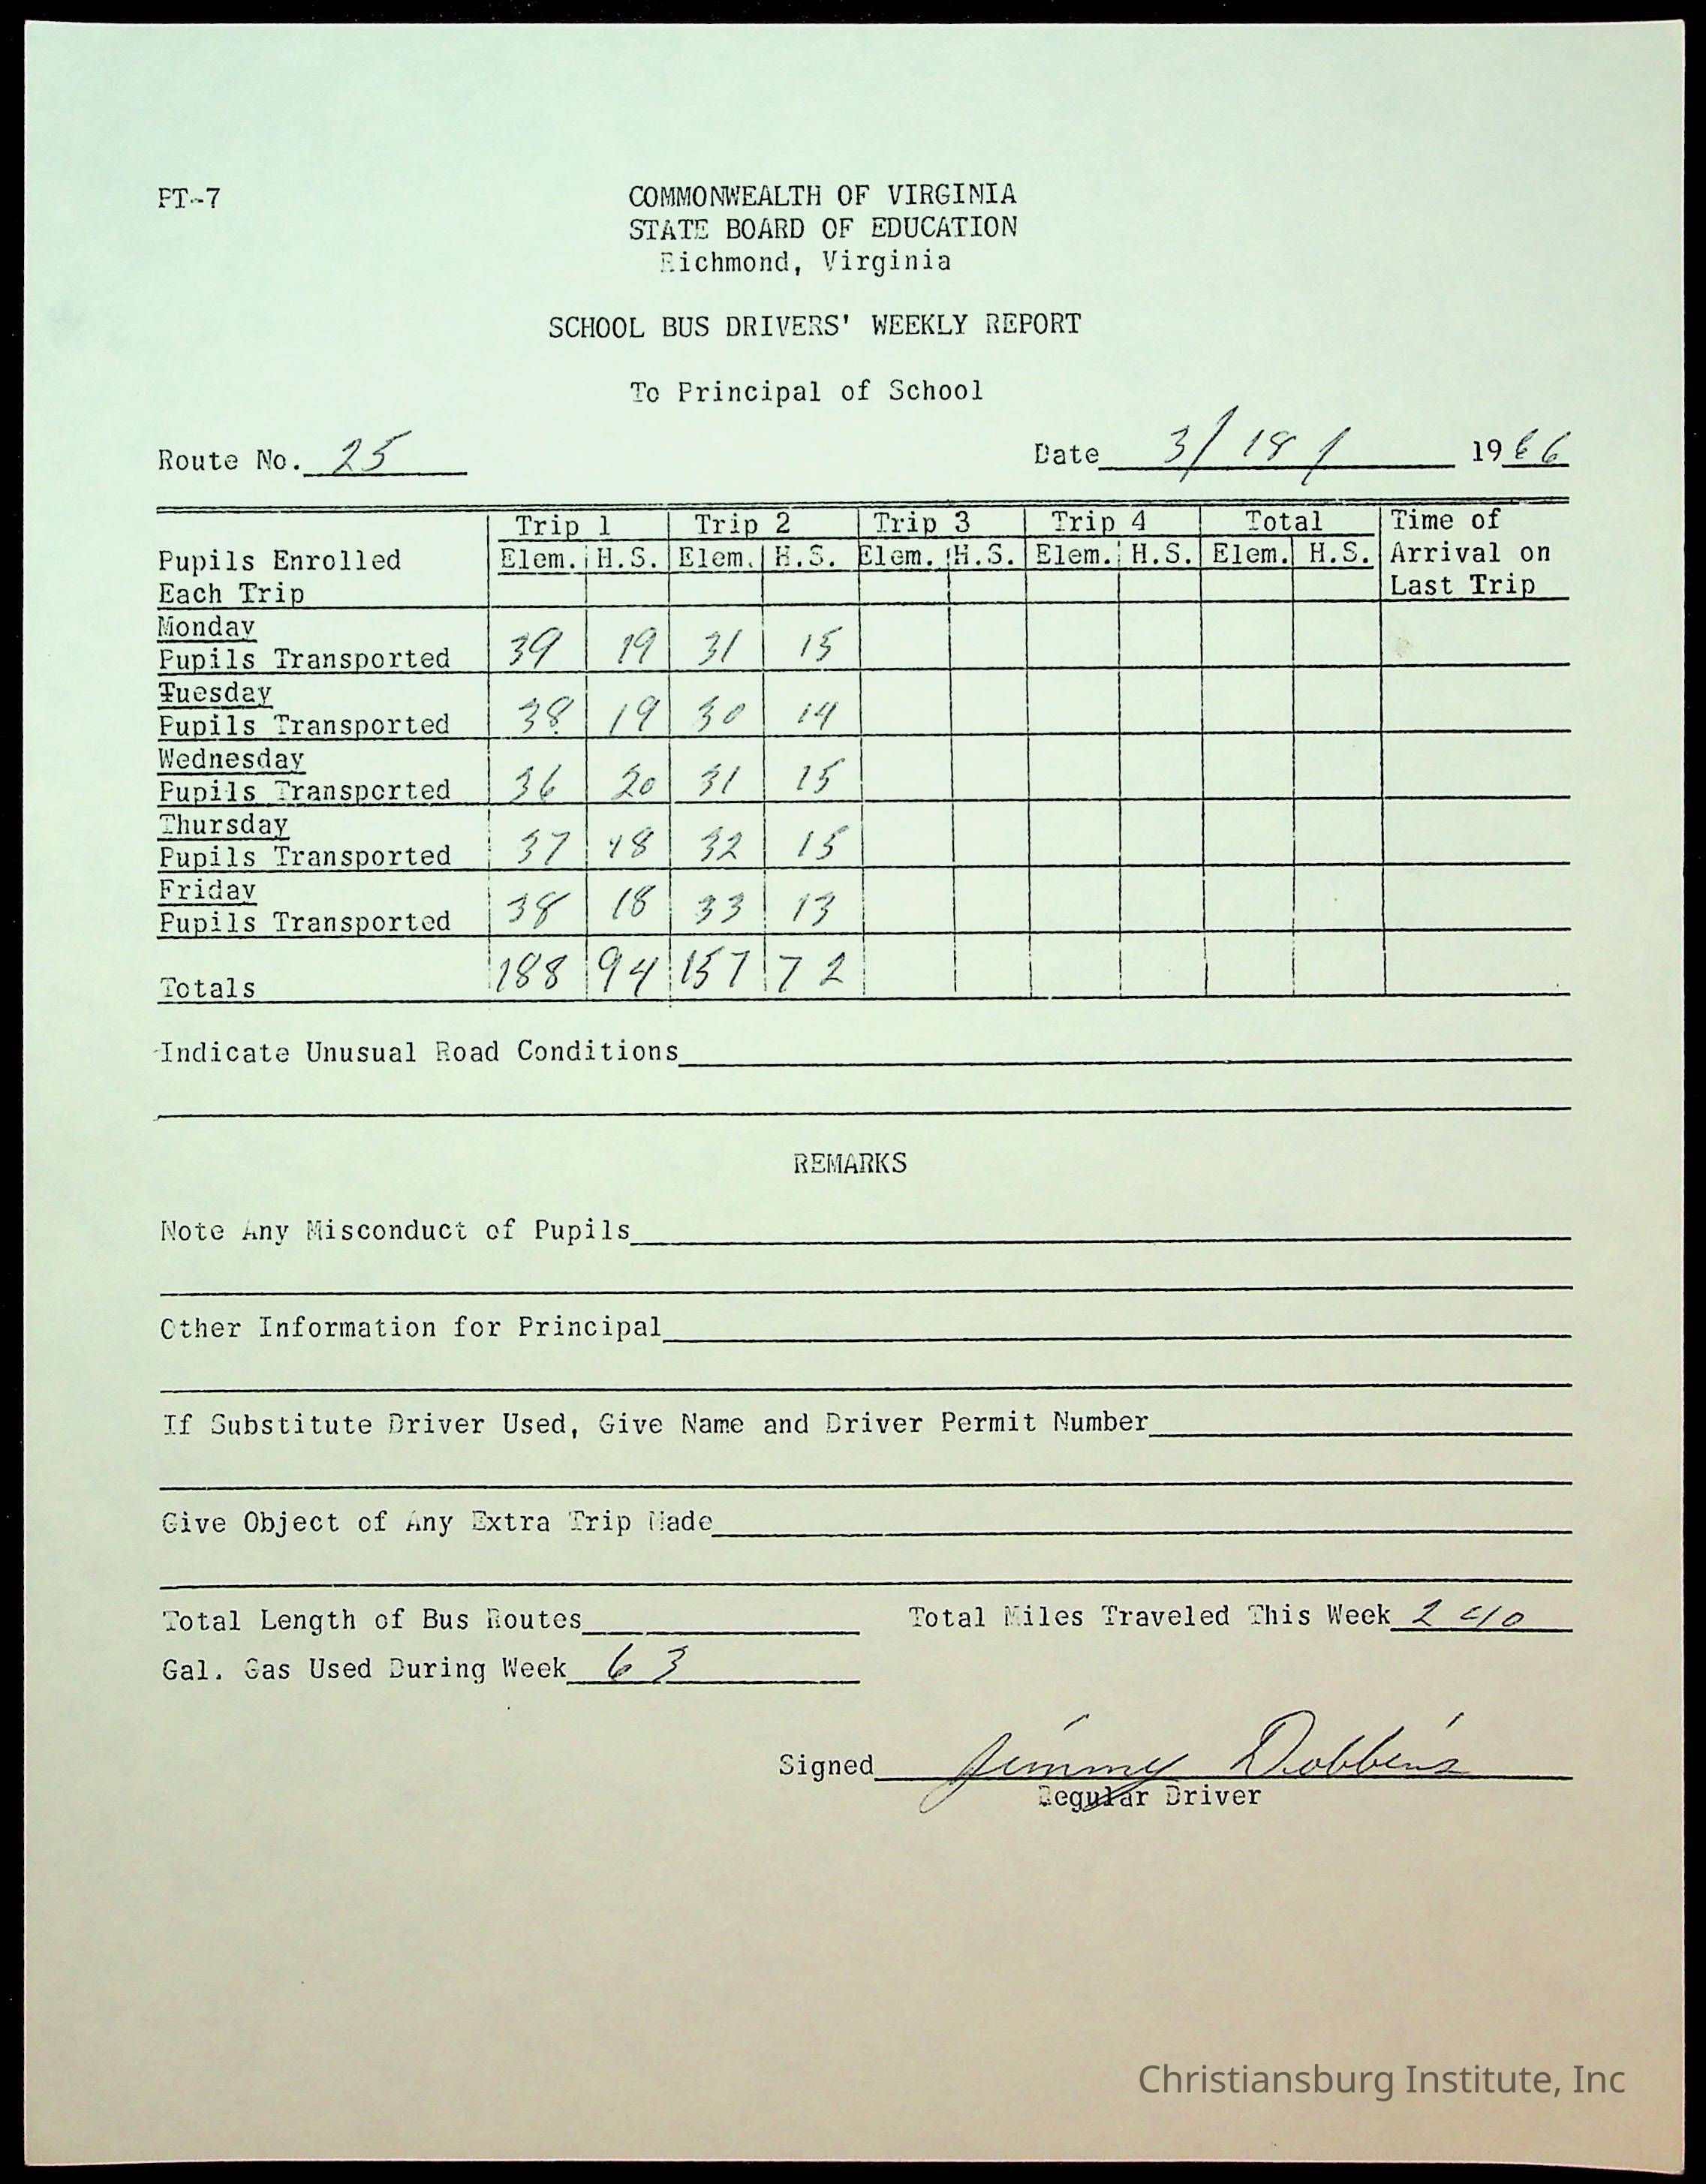 PT-7
COMMONWEALTH OF VIRGINIA
STATE BOARD OF EDUCATION
Richmond, Virginia
SCHOOL BUS DRIVERS' WEEKLY REPORT
To Principal of School
Route No. 25 Date 3/18/ 1966
Trip 1 Trip 2 Trip 3 Trip 4 Total Time of
Pupils Enrolled Elem. H.S. Elem. H.S. Elem. H.S. Elem. H.S. Elem. H.S. Arrival on
Each Trip Last Trip
Monday
Pupils Transported 39 19 31 15
Tuesday
Pupils Transported 38 19 30 14
Wednesday
Pupils Transported 36 20 31 15
Thursday
Pupils Transported 37 18 32 15
Friday
Pupils Transported 38 18 33 13
Totals 188 94 157 72
Indicate Unusual Road Conditions
REMARKS
Note Any Misconduct of Pupils
Other Information for Principal
If Substitute Driver Used, Give Name and Driver Permit Number
Give Object of Any Extra Trip Made
Total Length of Bus Routes Total Miles Traveled This Week 240
Gal. Gas Used During Week 63
Signed Jimmy Dobbins
Regular Driver
Christiansburg Institute, Inc